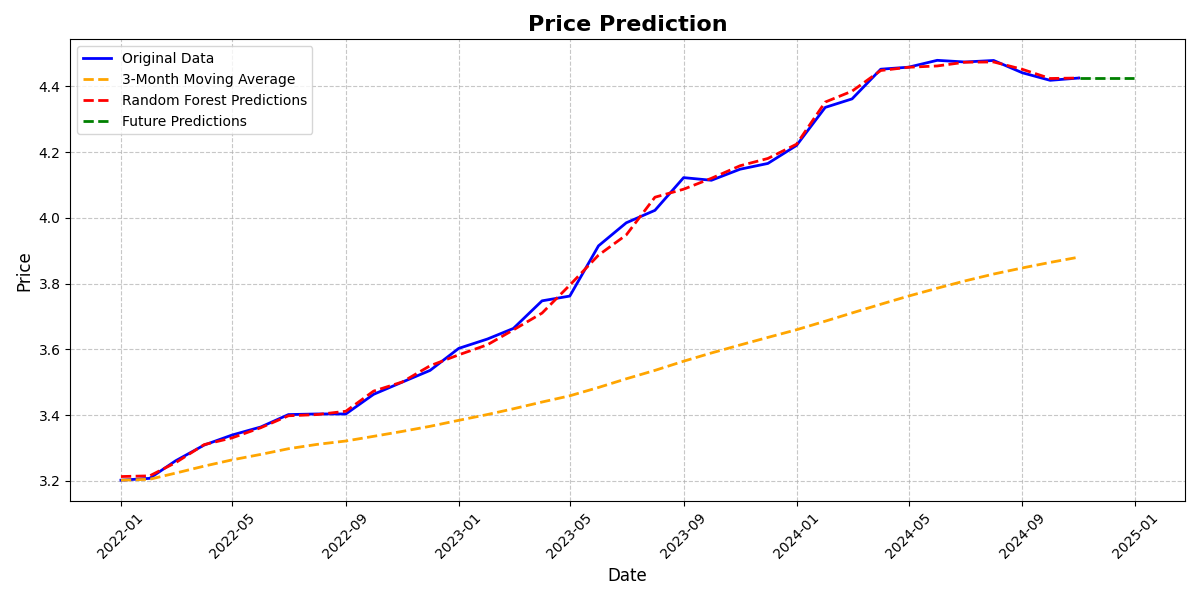 Price Prediction
Original Data
3-Month Moving Average
Random Forest Predictions
Future Predictions
Price
4.4
4.2
4.0
3.8
3.6
3.4
3.2
2022-01
2022-05
2022-09
2023-01
2023-05
2023-09
2024-01
2024-05
2024-09
2025-01
Date